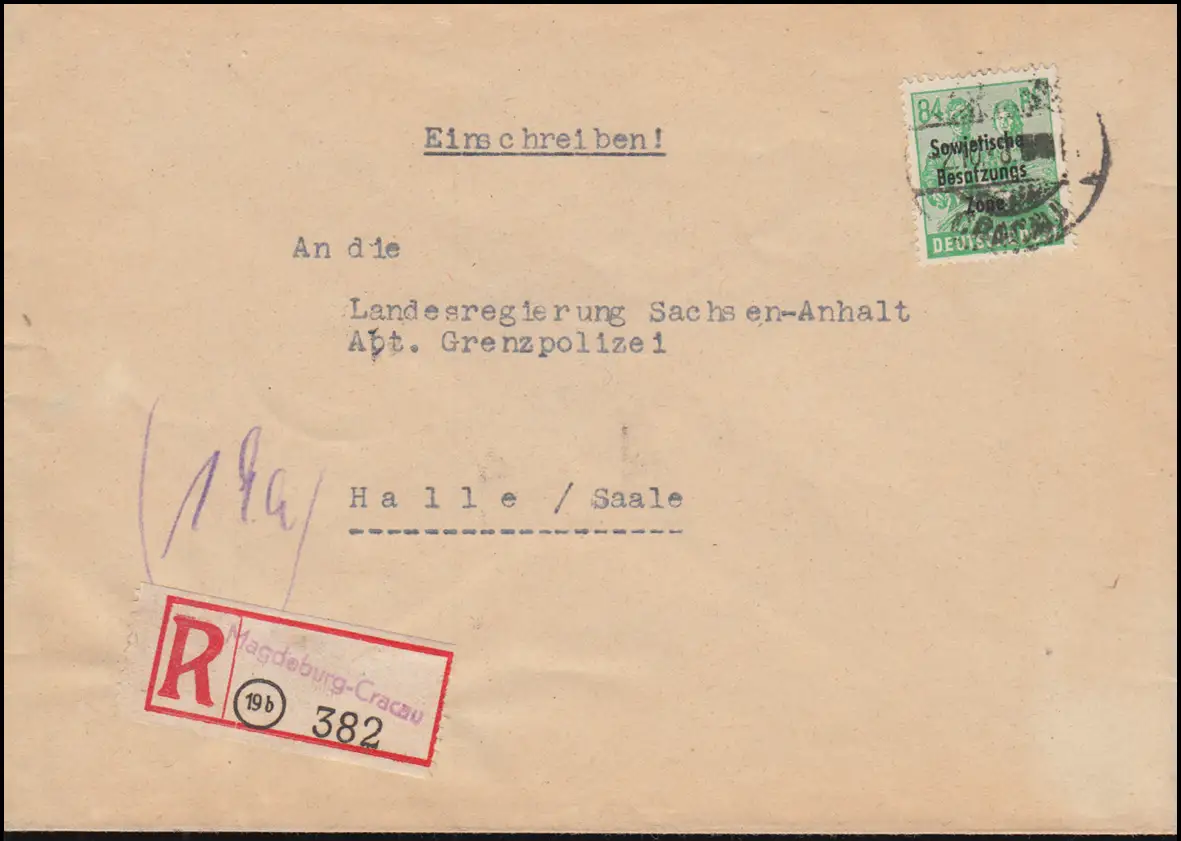 Einschreiben!
84
Sowjetische
Besatzungs
Zone
DEUTSCH
CRACAU
An die
Landesregierung Sachsen-Anhalt
Abt. Grenzpolizei
Halle / Saale
R
Magdeburg-Cracau
19b
382